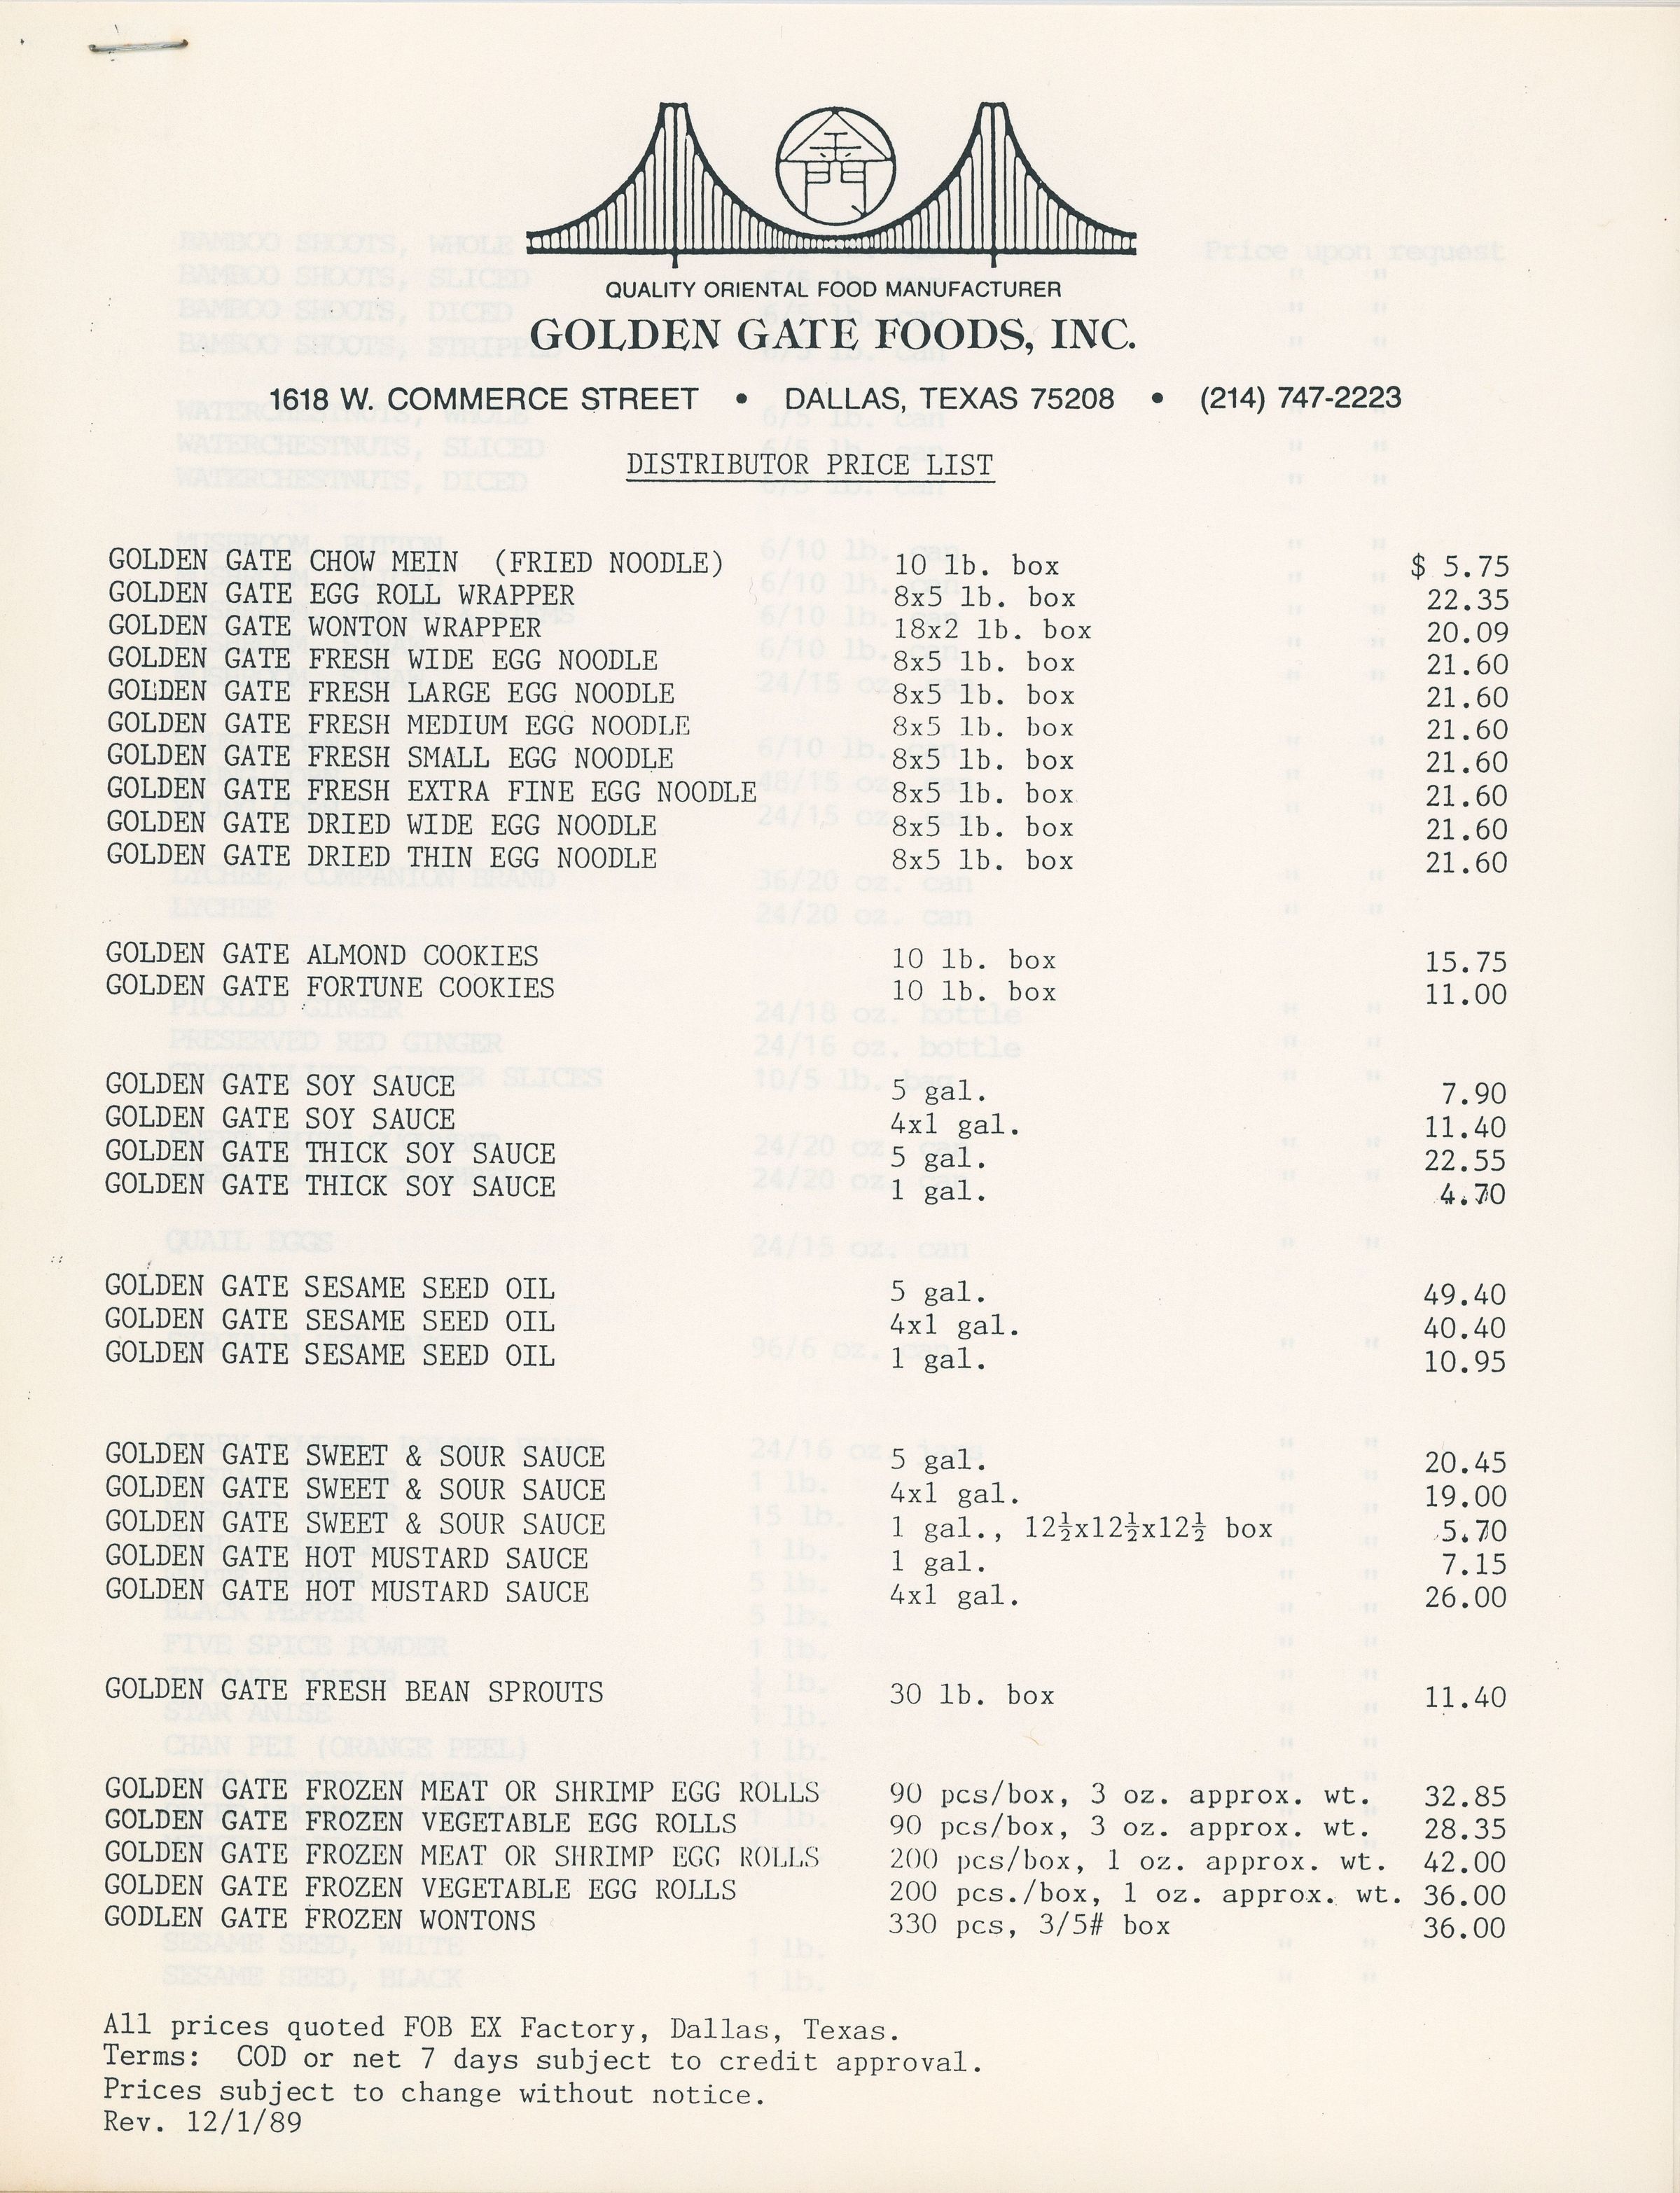 QUALITY ORIENTAL FOOD MANUFACTURER
GOLDEN GATE FOODS, INC.
1618 W. COMMERCE STREET • DALLAS, TEXAS 75208 • (214) 747-2223
DISTRIBUTOR PRICE LIST
GOLDEN GATE CHOW MEIN (FRIED NOODLE) 10 lb. box $ 5.75
GOLDEN GATE EGG ROLL WRAPPER 8x5 lb. box 22.35
GOLDEN GATE WONTON WRAPPER 18x2 lb. box 20.09
GOLDEN GATE FRESH WIDE EGG NOODLE 8x5 lb. box 21.60
GOLDEN GATE FRESH LARGE EGG NOODLE 8x5 lb. box 21.60
GOLDEN GATE FRESH MEDIUM EGG NOODLE 8x5 lb. box 21.60
GOLDEN GATE FRESH SMALL EGG NOODLE 8x5 lb. box 21.60
GOLDEN GATE FRESH EXTRA FINE EGG NOODLE 8x5 lb. box 21.60
GOLDEN GATE DRIED WIDE EGG NOODLE 8x5 lb. box 21.60
GOLDEN GATE DRIED THIN EGG NOODLE 8x5 lb. box 21.60
GOLDEN GATE ALMOND COOKIES 10 lb. box 15.75
GOLDEN GATE FORTUNE COOKIES 10 lb. box 11.00
GOLDEN GATE SOY SAUCE 5 gal. 7.90
GOLDEN GATE SOY SAUCE 4x1 gal. 11.40
GOLDEN GATE THICK SOY SAUCE 5 gal. 22.55
GOLDEN GATE THICK SOY SAUCE 1 gal. 4.70
GOLDEN GATE SESAME SEED OIL 5 gal. 49.40
GOLDEN GATE SESAME SEED OIL 4x1 gal. 40.40
GOLDEN GATE SESAME SEED OIL 1 gal. 10.95
GOLDEN GATE SWEET & SOUR SAUCE 5 gal. 20.45
GOLDEN GATE SWEET & SOUR SAUCE 4x1 gal. 19.00
GOLDEN GATE SWEET & SOUR SAUCE 1 gal., 12½x12½x12½ box 5.70
GOLDEN GATE HOT MUSTARD SAUCE 1 gal. 7.15
GOLDEN GATE HOT MUSTARD SAUCE 4x1 gal. 26.00
GOLDEN GATE FRESH BEAN SPROUTS 30 lb. box 11.40
GOLDEN GATE FROZEN MEAT OR SHRIMP EGG ROLLS 90 pcs/box, 3 oz. approx. wt. 32.85
GOLDEN GATE FROZEN VEGETABLE EGG ROLLS 90 pcs/box, 3 oz. approx. wt. 28.35
GOLDEN GATE FROZEN MEAT OR SHRIMP EGG ROLLS 200 pcs/box, 1 oz. approx. wt. 42.00
GOLDEN GATE FROZEN VEGETABLE EGG ROLLS 200 pcs./box, 1 oz. approx. wt. 36.00
GODLEN GATE FROZEN WONTONS 330 pcs, 3/5# box 36.00
All prices quoted FOB EX Factory, Dallas, Texas.
Terms: COD or net 7 days subject to credit approval.
Prices subject to change without notice.
Rev. 12/1/89